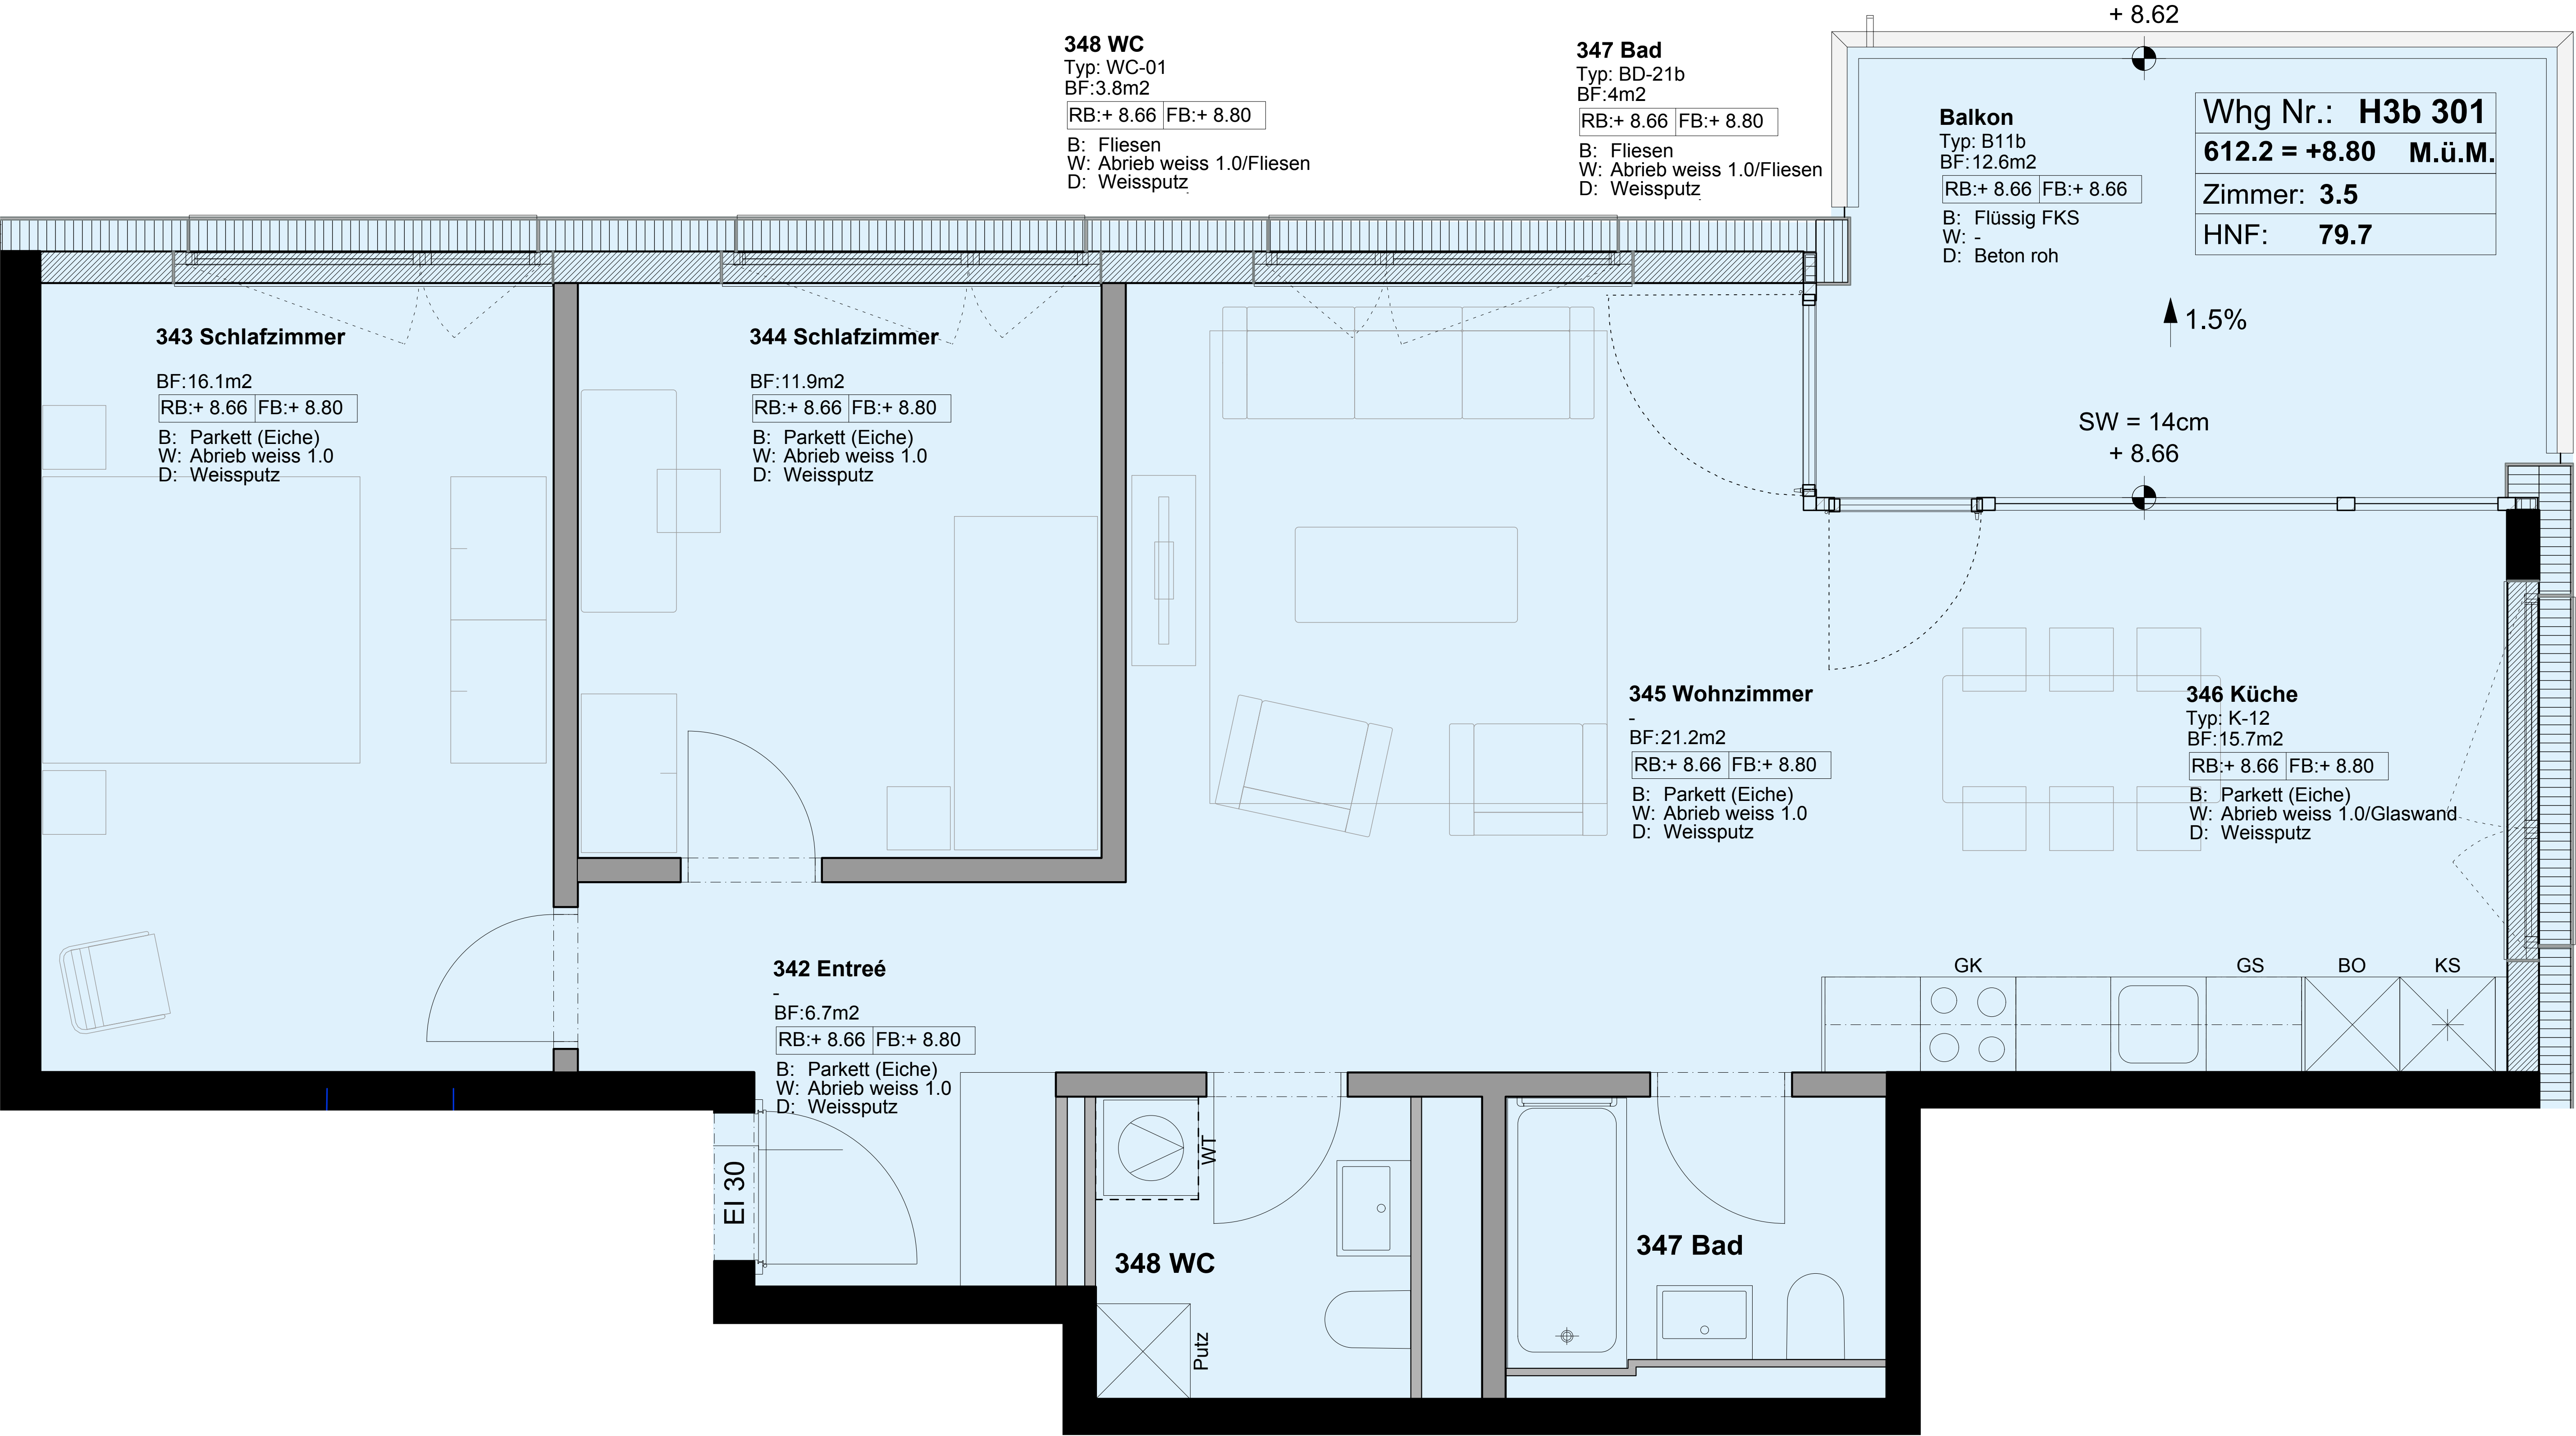 + 8.62
348 WC
Typ: WC-01
BF:3.8m2
RB:+ 8.66 FB:+ 8.80
B: Fliesen
W: Abrieb weiss 1.0/Fliesen
D: Weissputz
347 Bad
Typ: BD-21b
BF:4m2
RB:+ 8.66 FB:+ 8.80
B: Fliesen
W: Abrieb weiss 1.0/Fliesen
D: Weissputz
Balkon
Typ: B11b
BF:12.6m2
RB:+ 8.66 FB:+ 8.66
B: Flüssig FKS
W: -
D: Beton roh
Whg Nr.: H3b 301
612.2 = +8.80 M.ü.M.
Zimmer: 3.5
HNF: 79.7
1.5%
SW = 14cm
+ 8.66
343 Schlafzimmer
BF:16.1m2
RB:+ 8.66 FB:+ 8.80
B: Parkett (Eiche)
W: Abrieb weiss 1.0
D: Weissputz
344 Schlafzimmer
BF:11.9m2
RB:+ 8.66 FB:+ 8.80
B: Parkett (Eiche)
W: Abrieb weiss 1.0
D: Weissputz
345 Wohnzimmer
-
BF:21.2m2
RB:+ 8.66 FB:+ 8.80
B: Parkett (Eiche)
W: Abrieb weiss 1.0
D: Weissputz
346 Küche
Typ: K-12
BF:15.7m2
RB:+ 8.66 FB:+ 8.80
B: Parkett (Eiche)
W: Abrieb weiss 1.0/Glaswand
D: Weissputz
342 Entreé
-
BF:6.7m2
RB:+ 8.66 FB:+ 8.80
B: Parkett (Eiche)
W: Abrieb weiss 1.0
D: Weissputz
GK
GS
BO
KS
EI 30
WT
348 WC
Putz
347 Bad